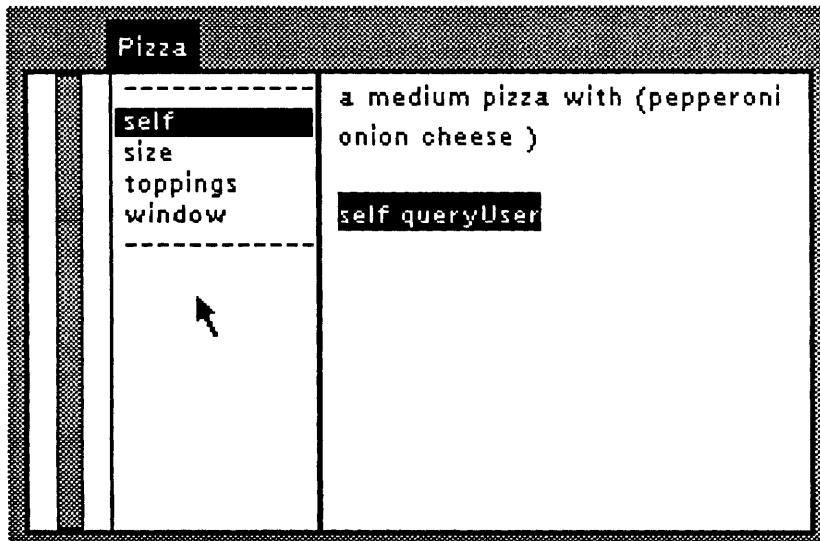 Pizza
self
size
toppings
window
a medium pizza with (pepperoni
onion cheese )
self queryUser